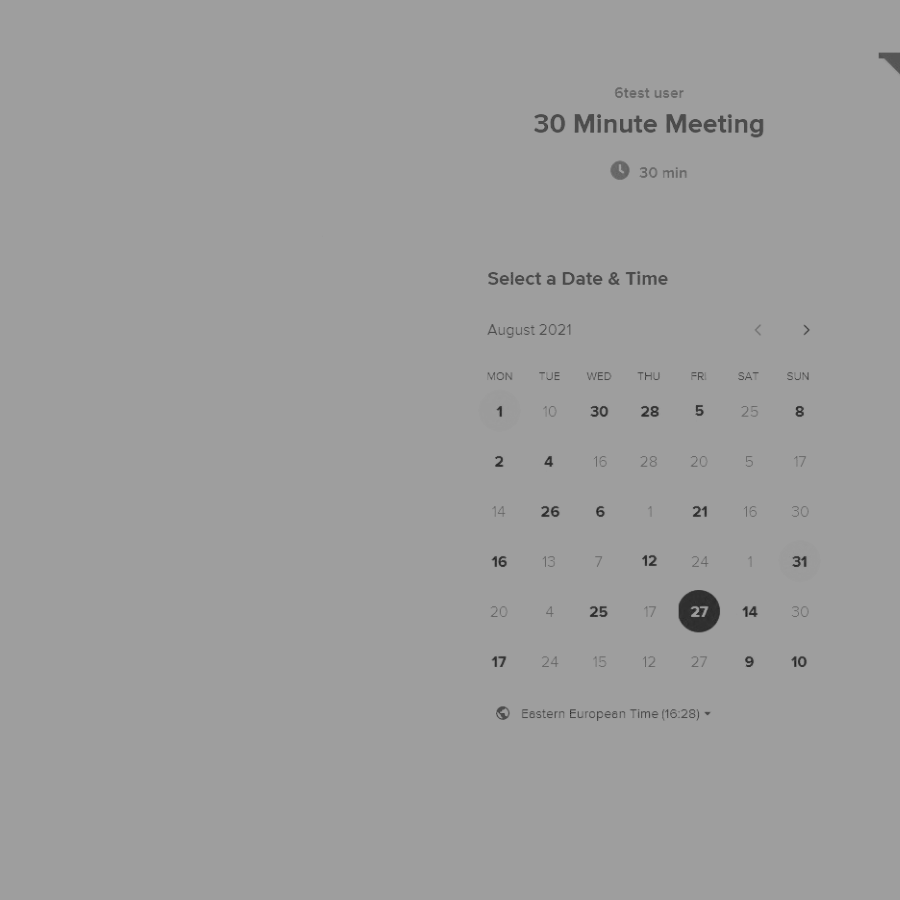 6test user
30 Minute Meeting
30 min
Select a Date & Time
August 2021
MON TUE WED THU FRI SAT SUN
1 10 30 28 5 25 8
2 4 16 28 20 5 17
14 26 6 1 21 16 30
16 13 7 12 24 1 31
20 4 25 17 27 14 30
17 24 15 12 27 9 10
Eastern European Time (16:28)